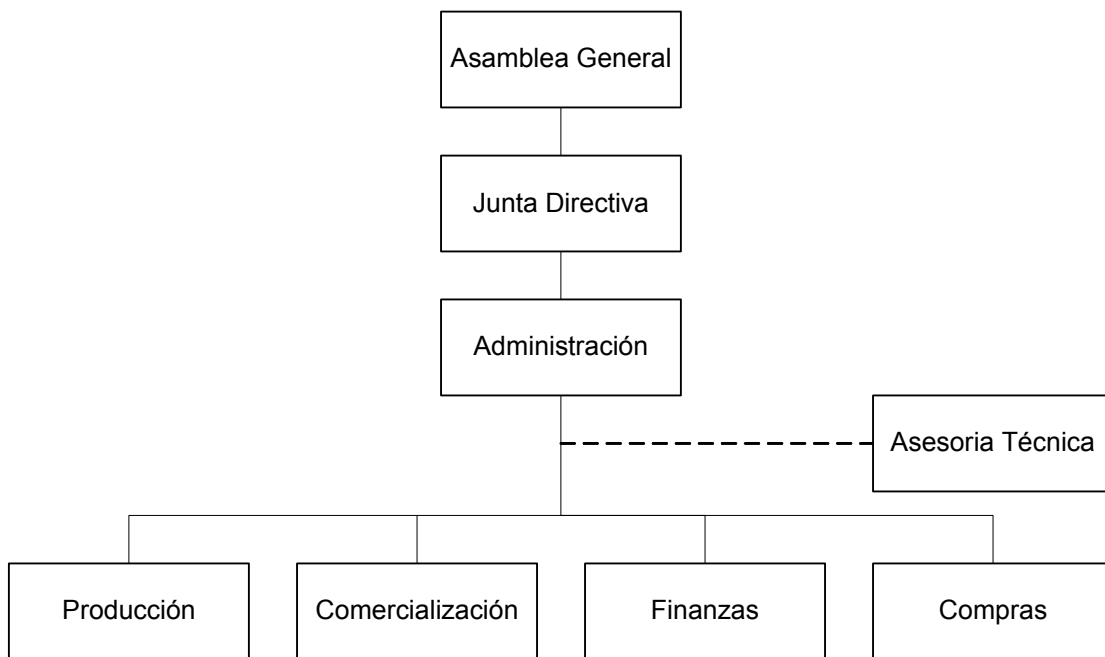 Asamblea General
Junta Directiva
Administración
Asesoria Técnica
Producción
Comercialización
Finanzas
Compras